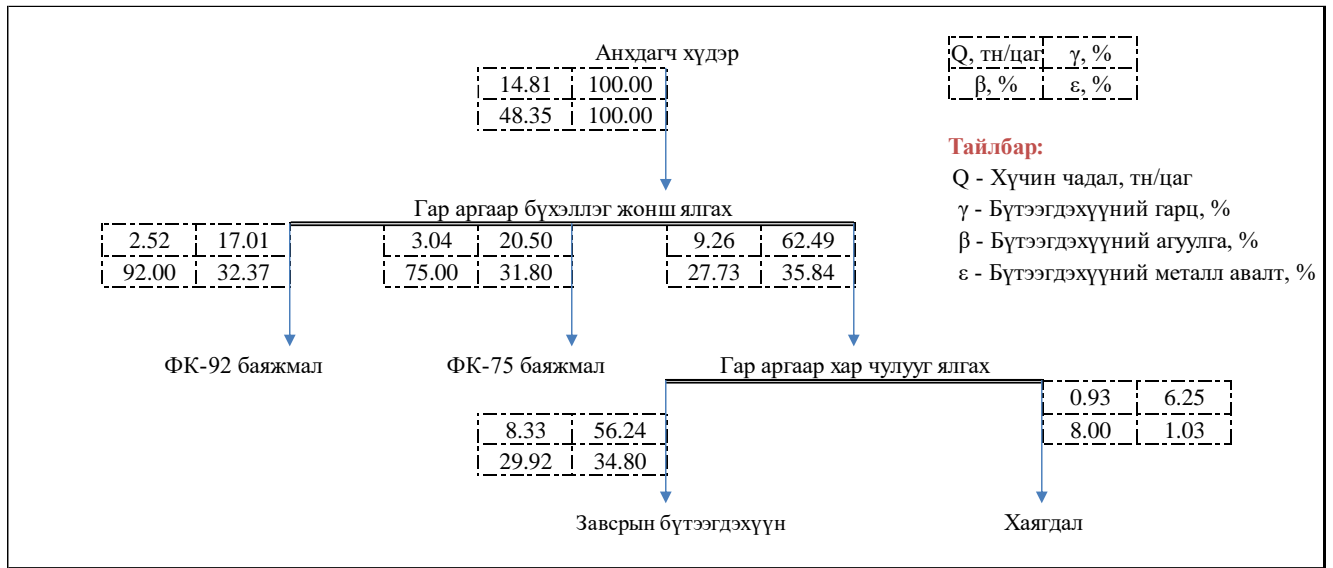 Анхдагч хүдэр
14.81 100.00
48.35 100.00
Q, тн/цаг γ, %
β, % ε, %
Тайлбар:
Q - Хүчин чадал, тн/цаг
γ - Бүтээгдэхүүний гарц, %
β - Бүтээгдэхүүний агуулга, %
ε - Бүтээгдэхүүний металл авалт, %
Гар аргаар бүхэллэг жонш ялгах
2.52 17.01
92.00 32.37
3.04 20.50
75.00 31.80
9.26 62.49
27.73 35.84
ФК-92 баяжмал
ФК-75 баяжмал
Гар аргаар хар чулууг ялгах
8.33 56.24
29.92 34.80
0.93 6.25
8.00 1.03
Завсрын бүтээгдэхүүн
Хаягдал